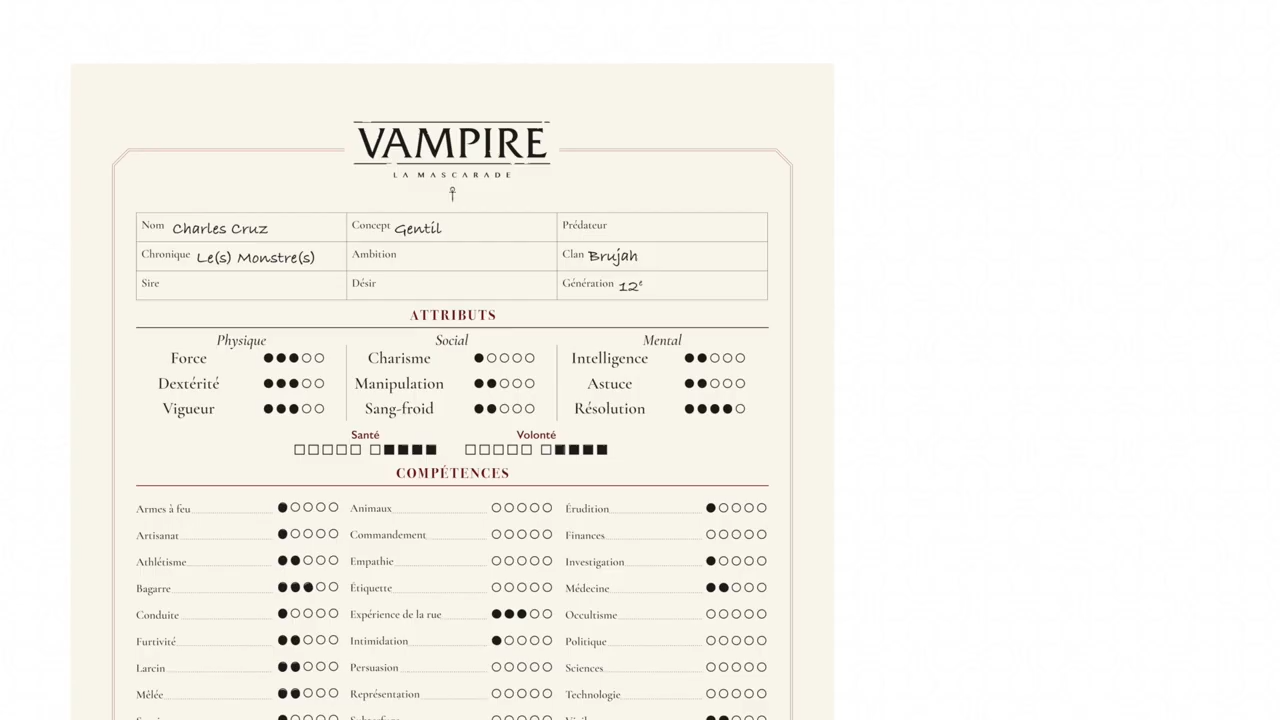 VAMPIRE
LA MASCARADE
Nom Charles Cruz Concept Gentil Prédateur
Chronique Le(s) Monstre(s) Ambition Clan Brujah
Sire Désir Génération 12e
ATTRIBUTS
Physique Social Mental
Force Charisme Intelligence
Dextérité Manipulation Astuce
Vigueur Sang-froid Résolution
Santé Volonté
COMPÉTENCES
Armes à feu Animaux Érudition
Artisanat Commandement Finances
Athlétisme Empathie Investigation
Bagarre Étiquette Médecine
Conduite Expérience de la rue Occultisme
Furtivité Intimidation Politique
Larcin Persuasion Sciences
Mêlée Représentation Technologie